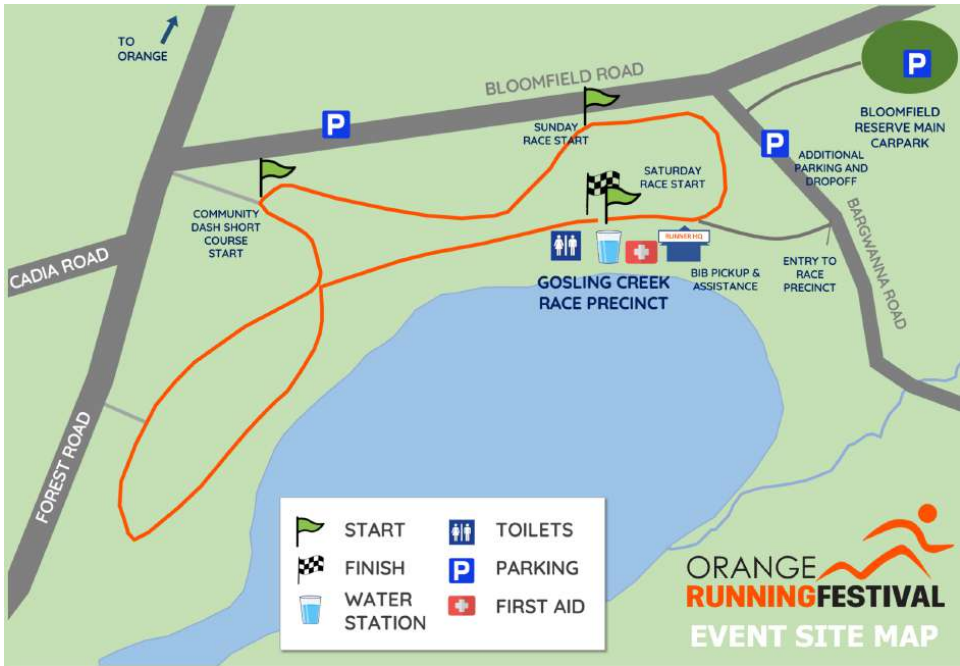 TO
ORANGE
BLOOMFIELD ROAD
P
P
P
BLOOMFIELD
RESERVE MAIN
CARPARK
SUNDAY
RACE START
ADDITIONAL
PARKING AND
DROPOFF
SATURDAY
RACE START
COMMUNITY
DASH SHORT
COURSE
START
CADIA ROAD
RUNNER HQ
GOSLING CREEK
RACE PRECINCT
BIB PICKUP &
ASSISTANCE
ENTRY TO
RACE
PRECINCT
BARGWANNA ROAD
FOREST ROAD
START
TOILETS
FINISH
P
PARKING
WATER
STATION
FIRST AID
ORANGE
RUNNINGFESTIVAL
EVENT SITE MAP